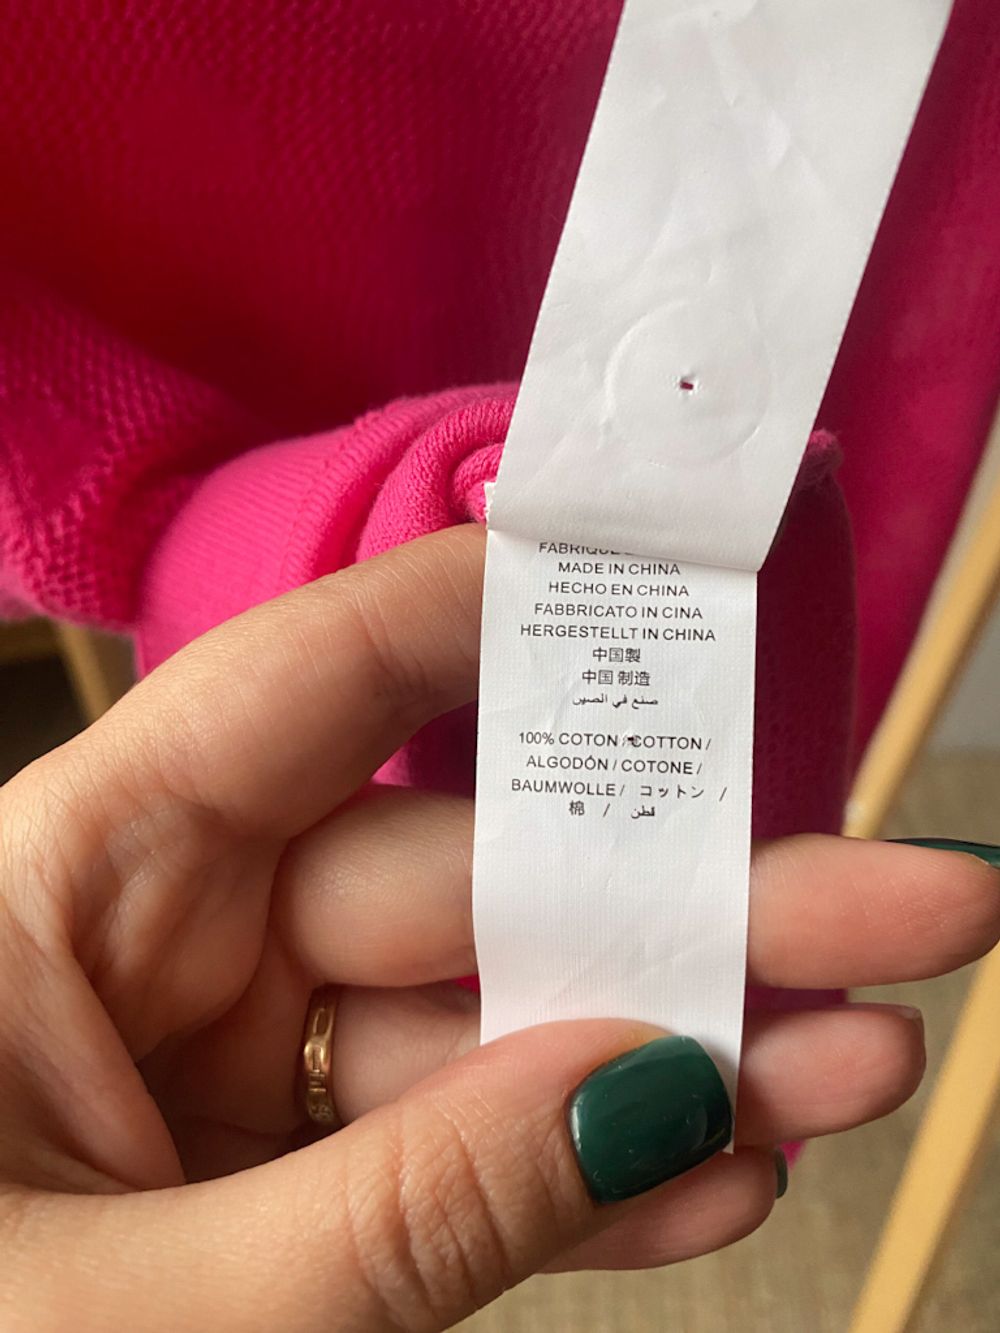 FABRIQUÉ
MADE IN CHINA
HECHO EN CHINA
FABBRICATO IN CINA
HERGESTELLT IN CHINA
中国製
中国 制造
صنع في الصين
100% COTON / COTTON /
ALGODÓN / COTONE /
BAUMWOLLE / コットン /
棉 / قطن